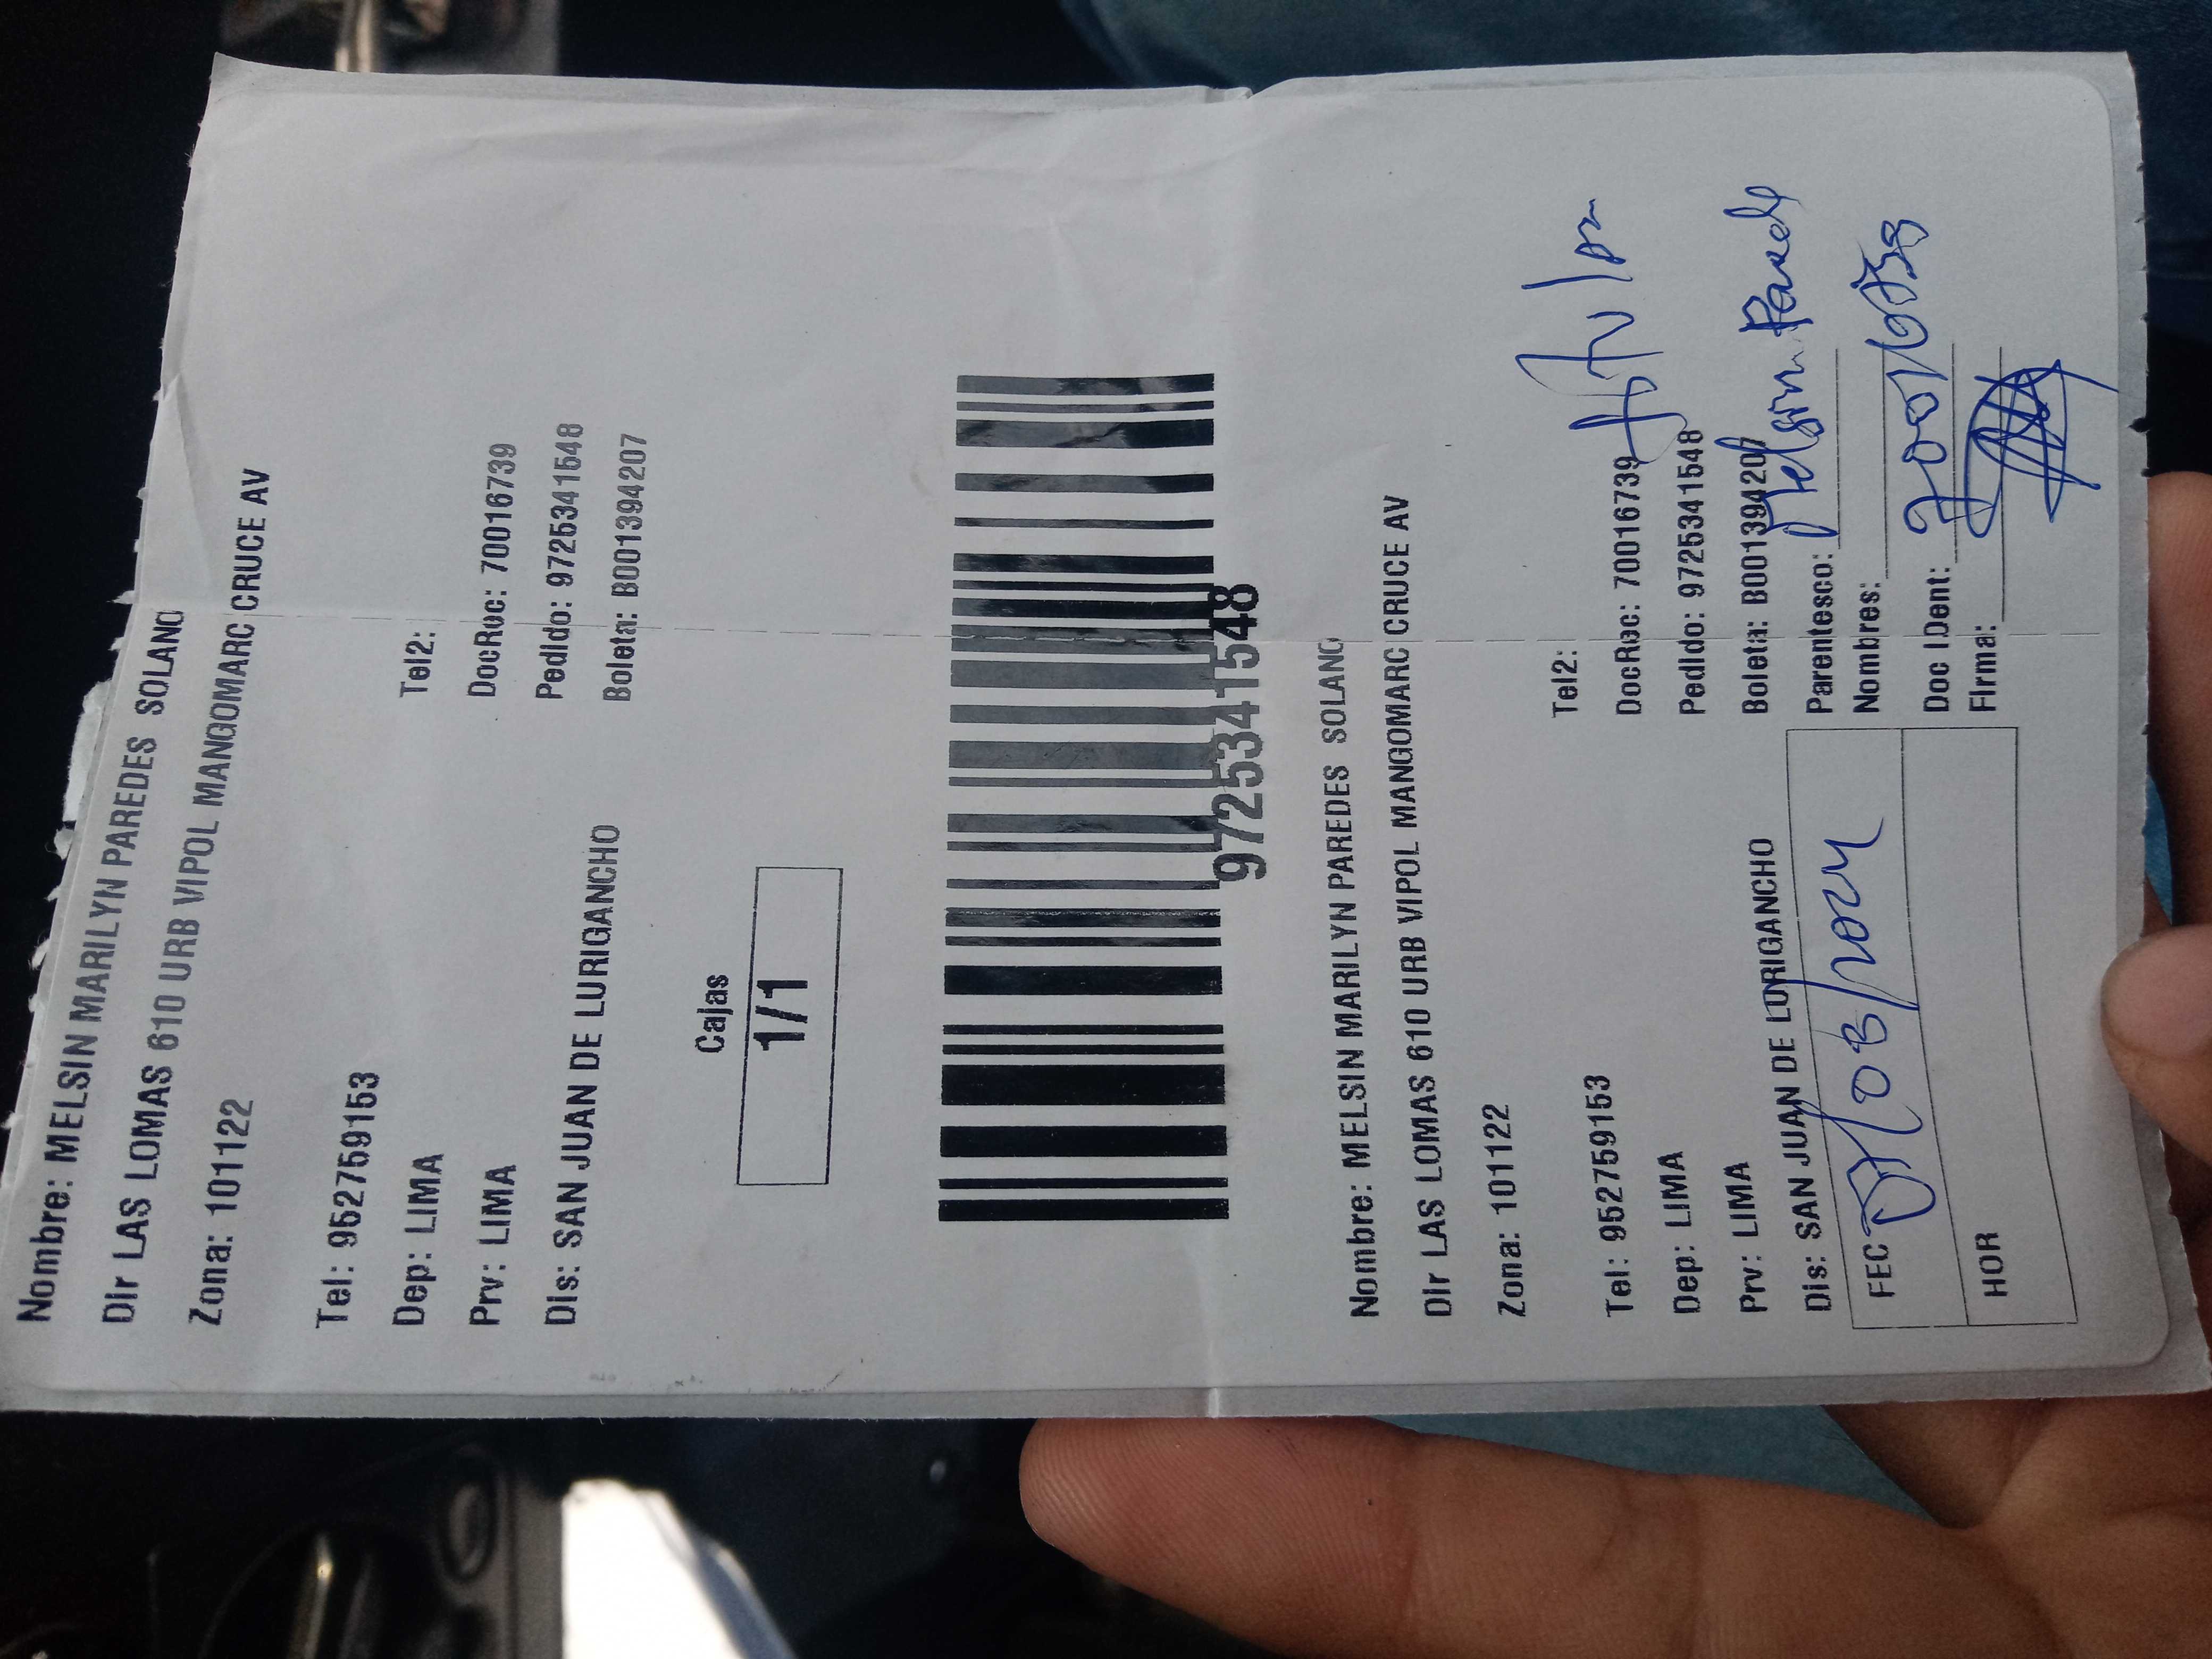 Nombre: MELSIN MARILYN PAREDES SOLANO
Dir LAS LOMAS 610 URB VIPOL MANGOMARC CRUCE AV
Zona: 101122
Tel: 952759153
Tel2:
Dep: LIMA
DocRec: 70016739
Prv: LIMA
Pedido: 9725341548
Dis: SAN JUAN DE LURIGANCHO
Boleta: B001394207
Cajas
1/1
9725341548
Nombre: MELSIN MARILYN PAREDES SOLANO
Dir LAS LOMAS 610 URB VIPOL MANGOMARC CRUCE AV
Zona: 101122
Tel: 952759153
Tel2:
Dep: LIMA
DocRec: 70016739
Prv: LIMA
Pedido: 9725341548
Dis: SAN JUAN DE LURIGANCHO
Boleta: B001394207
Parentesco:
Nombres: Melsin Paredes
Doc IDent:
Firma:
FEC
HOR